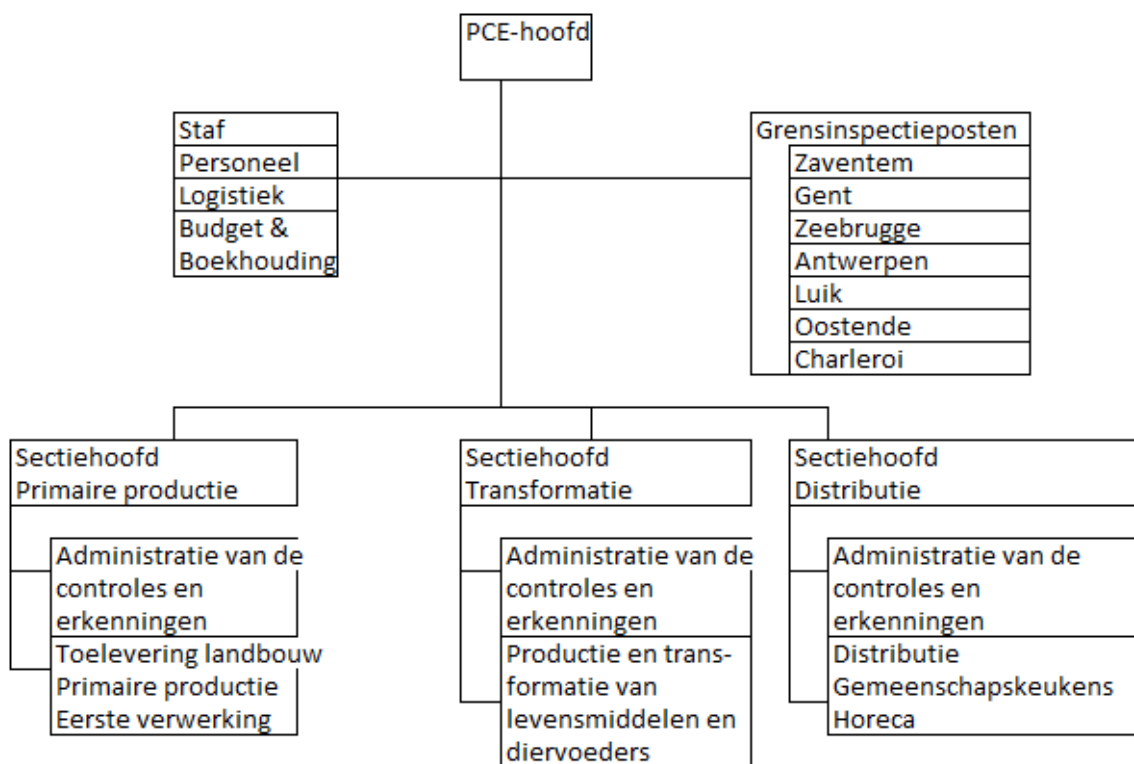 PCE-hoofd
Staf
Personeel
Logistiek
Budget &
Boekhouding
Grensinspectieposten
Zaventem
Gent
Zeebrugge
Antwerpen
Luik
Oostende
Charleroi
Sectiehoofd
Primaire productie
Administratie van de
controles en
erkenningen
Toelevering landbouw
Primaire productie
Eerste verwerking
Sectiehoofd
Transformatie
Administratie van de
controles en
erkenningen
Productie en trans-
formatie van
levensmiddelen en
diervoeders
Sectiehoofd
Distributie
Administratie van de
controles en
erkenningen
Distributie
Gemeenschapskeukens
Horeca